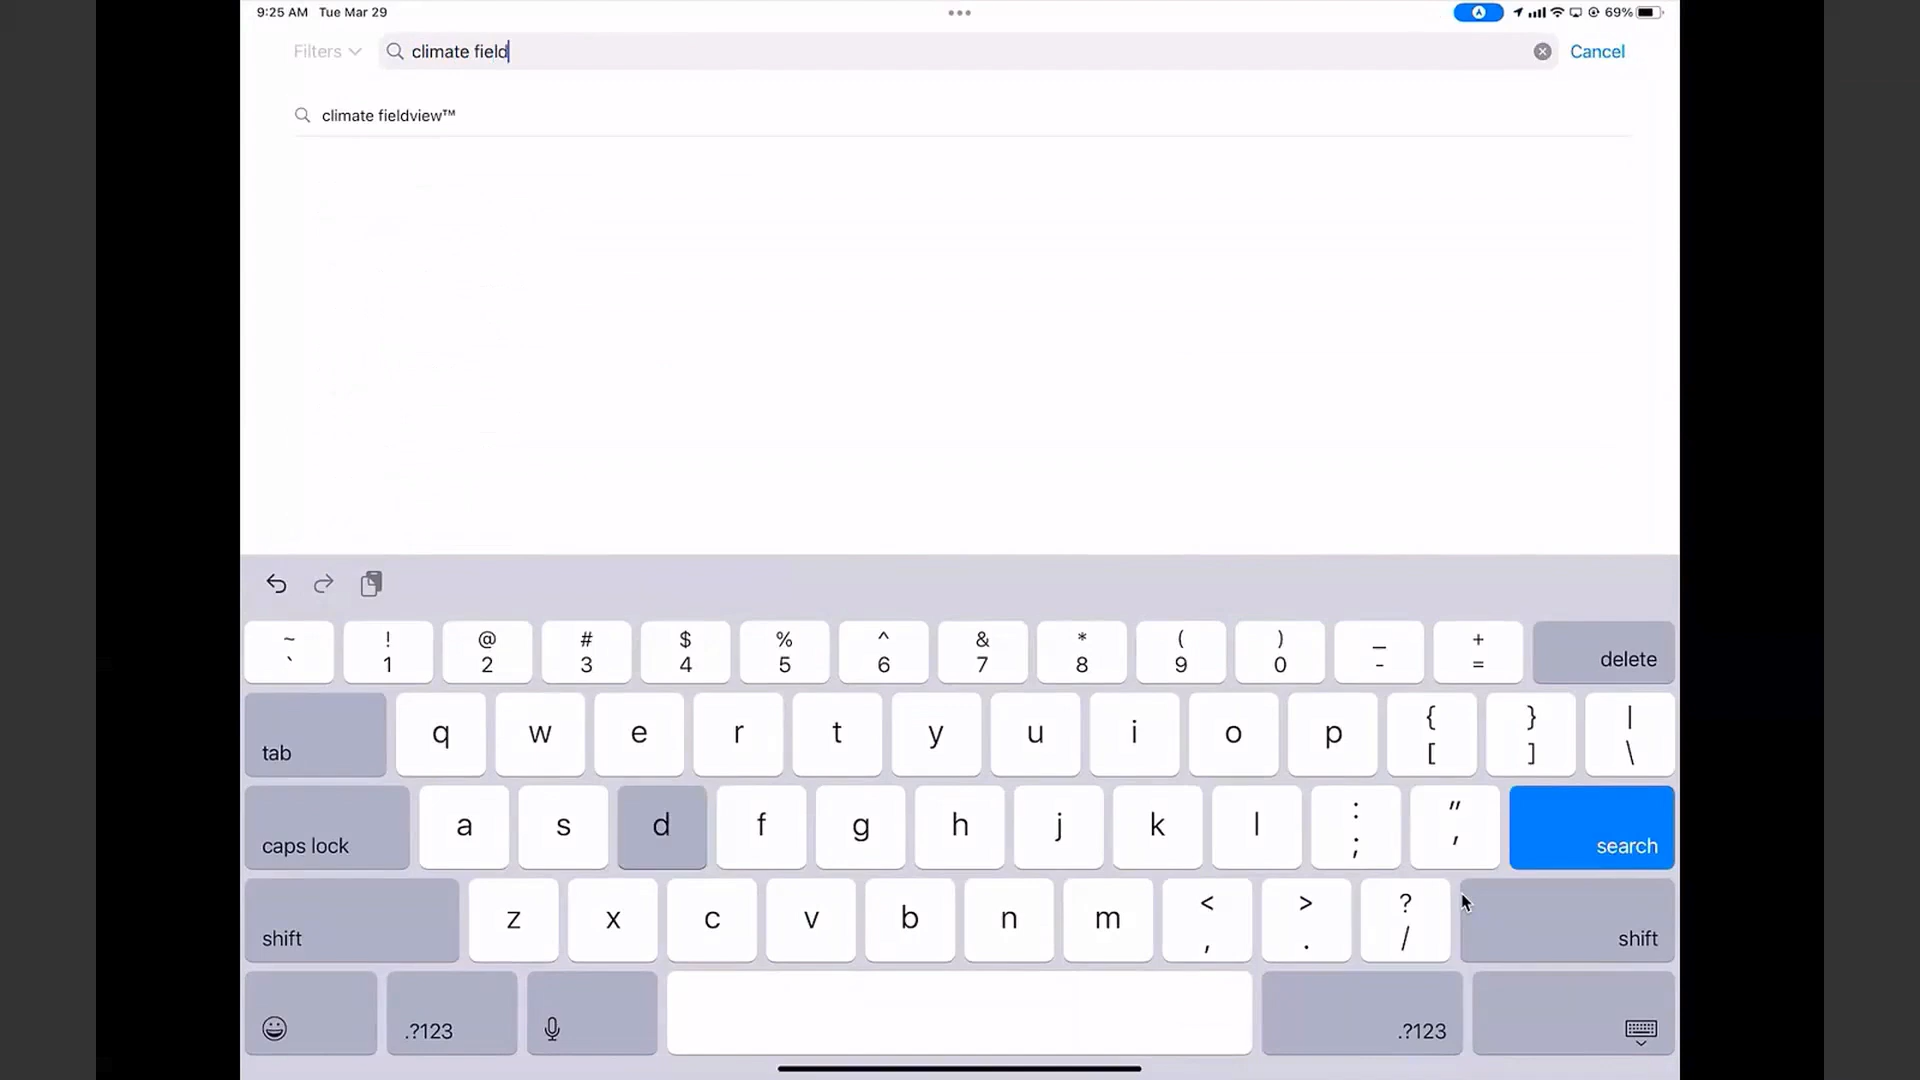 9:25 AM Tue Mar 29 69%
Filters climate field Cancel
climate fieldview™
~ ! @ # $ % ^ & * ( ) _ +
` 1 2 3 4 5 6 7 8 9 0 - = delete
tab q w e r t y u i o p { [ } ] | \
caps lock a s d f g h j k l : ; " ' search
shift z x c v b n m < , > . ? / shift
.?123 .?123